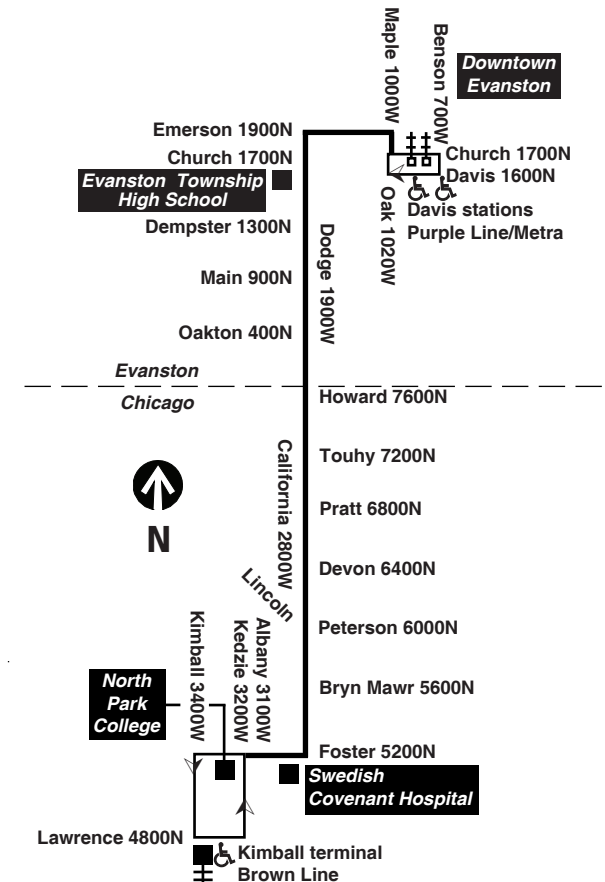 Maple 1000W
Benson 700W
Downtown
Evanston
Emerson 1900N
Church 1700N
Evanston Township
High School
Church 1700N
Davis 1600N
Oak 1020W
Davis stations
Purple Line/Metra
Dempster 1300N
Dodge 1900W
Main 900N
Oakton 400N
Evanston
Chicago
Howard 7600N
California 2800W
Touhy 7200N
N
Pratt 6800N
Devon 6400N
Lincoln
Peterson 6000N
Kimball 3400W
Kedzie 3200W
Albany 3100W
North
Park
College
Bryn Mawr 5600N
Foster 5200N
Swedish
Covenant Hospital
Lawrence 4800N
Kimball terminal
Brown Line